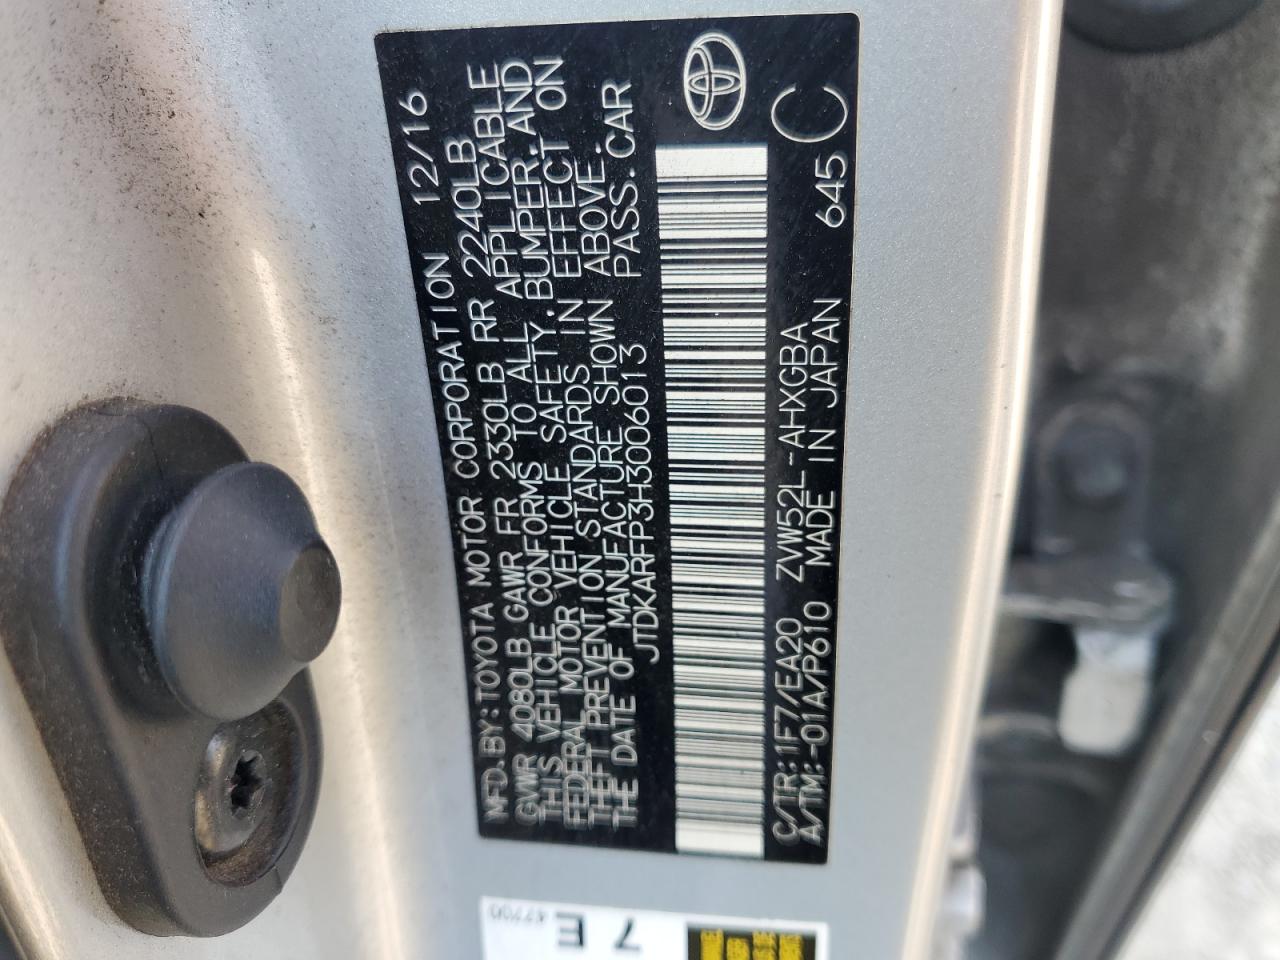 MFD.BY:TOYOTA MOTOR CORPORATION 12/16
GVWR 4080LB GAWR FR 2330LB RR 2240LB
THIS VEHICLE CONFORMS TO ALL APPLICABLE
FEDERAL MOTOR VEHICLE SAFETY,BUMPER,AND
THEFT PREVENTION STANDARDS IN EFFECT ON
THE DATE OF MANUFACTURE SHOWN ABOVE.
JTDKARFP3H3006013 PASS.CAR
C/TR:1F7/EA20 ZVW52L-AHXGBA 645 C
A/TM:-01A/P610 MADE IN JAPAN
7E
47700